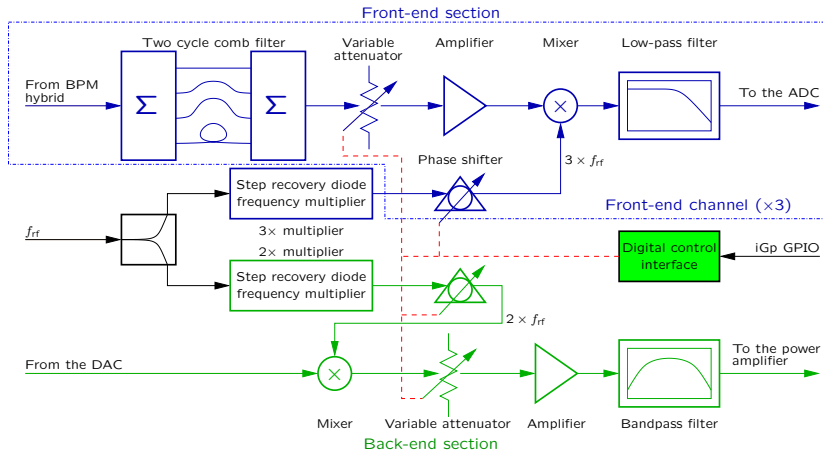 Front-end section
Two cycle comb filter
Variable
attenuator
Amplifier
Mixer
Low-pass filter
From BPM
hybrid
Σ
Σ
×
To the ADC
3 × frf
Phase shifter
Step recovery diode
frequency multiplier
Front-end channel (×3)
3× multiplier
frf
2× multiplier
Digital control
interface
iGp GPIO
Step recovery diode
frequency multiplier
2 × frf
From the DAC
×
To the power
amplifier
Mixer
Variable attenuator
Amplifier
Bandpass filter
Back-end section